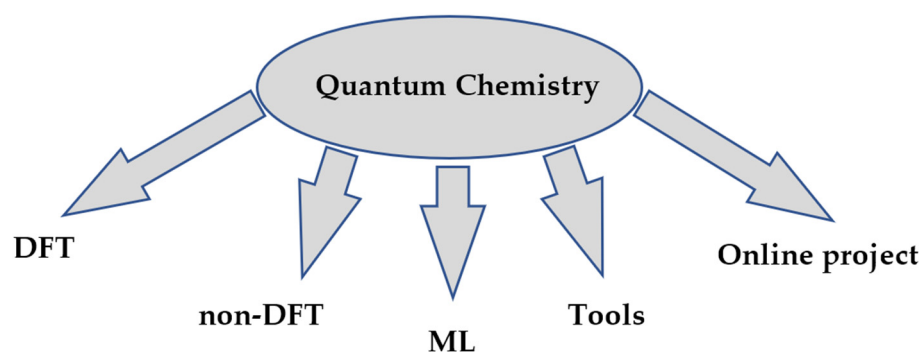 Quantum Chemistry
DFT
non-DFT
ML
Tools
Online project